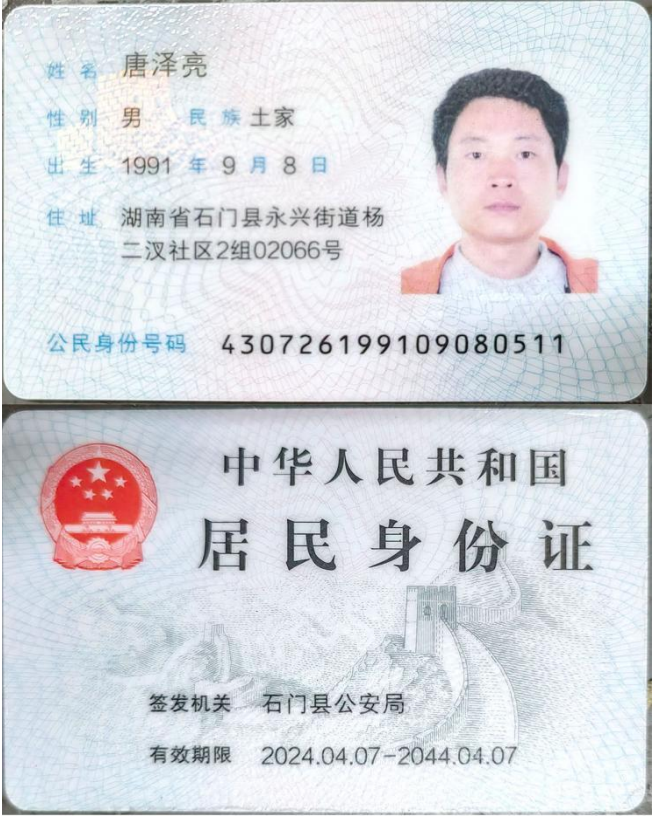 姓名 唐泽亮
性别 男 民族 土家
出生 1991 年 9 月 8 日
住址 湖南省石门县永兴街道杨
二汊社区2组02066号
公民身份号码 430726199109080511
中华人民共和国
居民身份证
签发机关 石门县公安局
有效期限 2024.04.07-2044.04.07